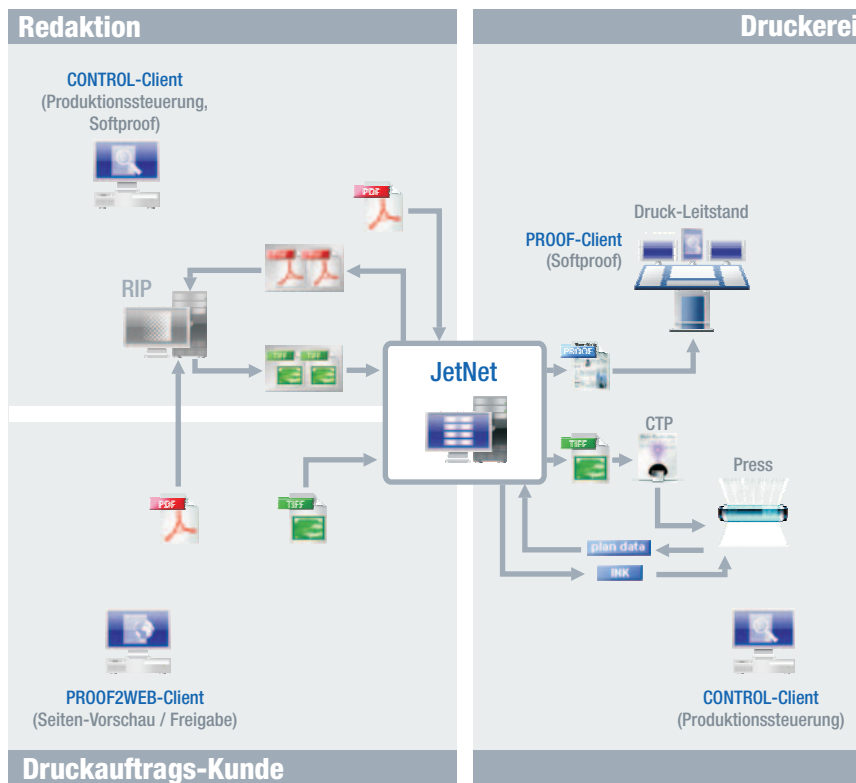 Redaktion
Druckerei
CONTROL-Client
(Produktionssteuerung,
Softproof)
PDF
Druck-Leitstand
PROOF-Client
(Softproof)
RIP
TIFF TIFF
JetNet
PROOF
CTP
TIFF
Press
PDF
TIFF
plan data
INK
PROOF2WEB-Client
(Seiten-Vorschau / Freigabe)
CONTROL-Client
(Produktionssteuerung)
Druckauftrags-Kunde